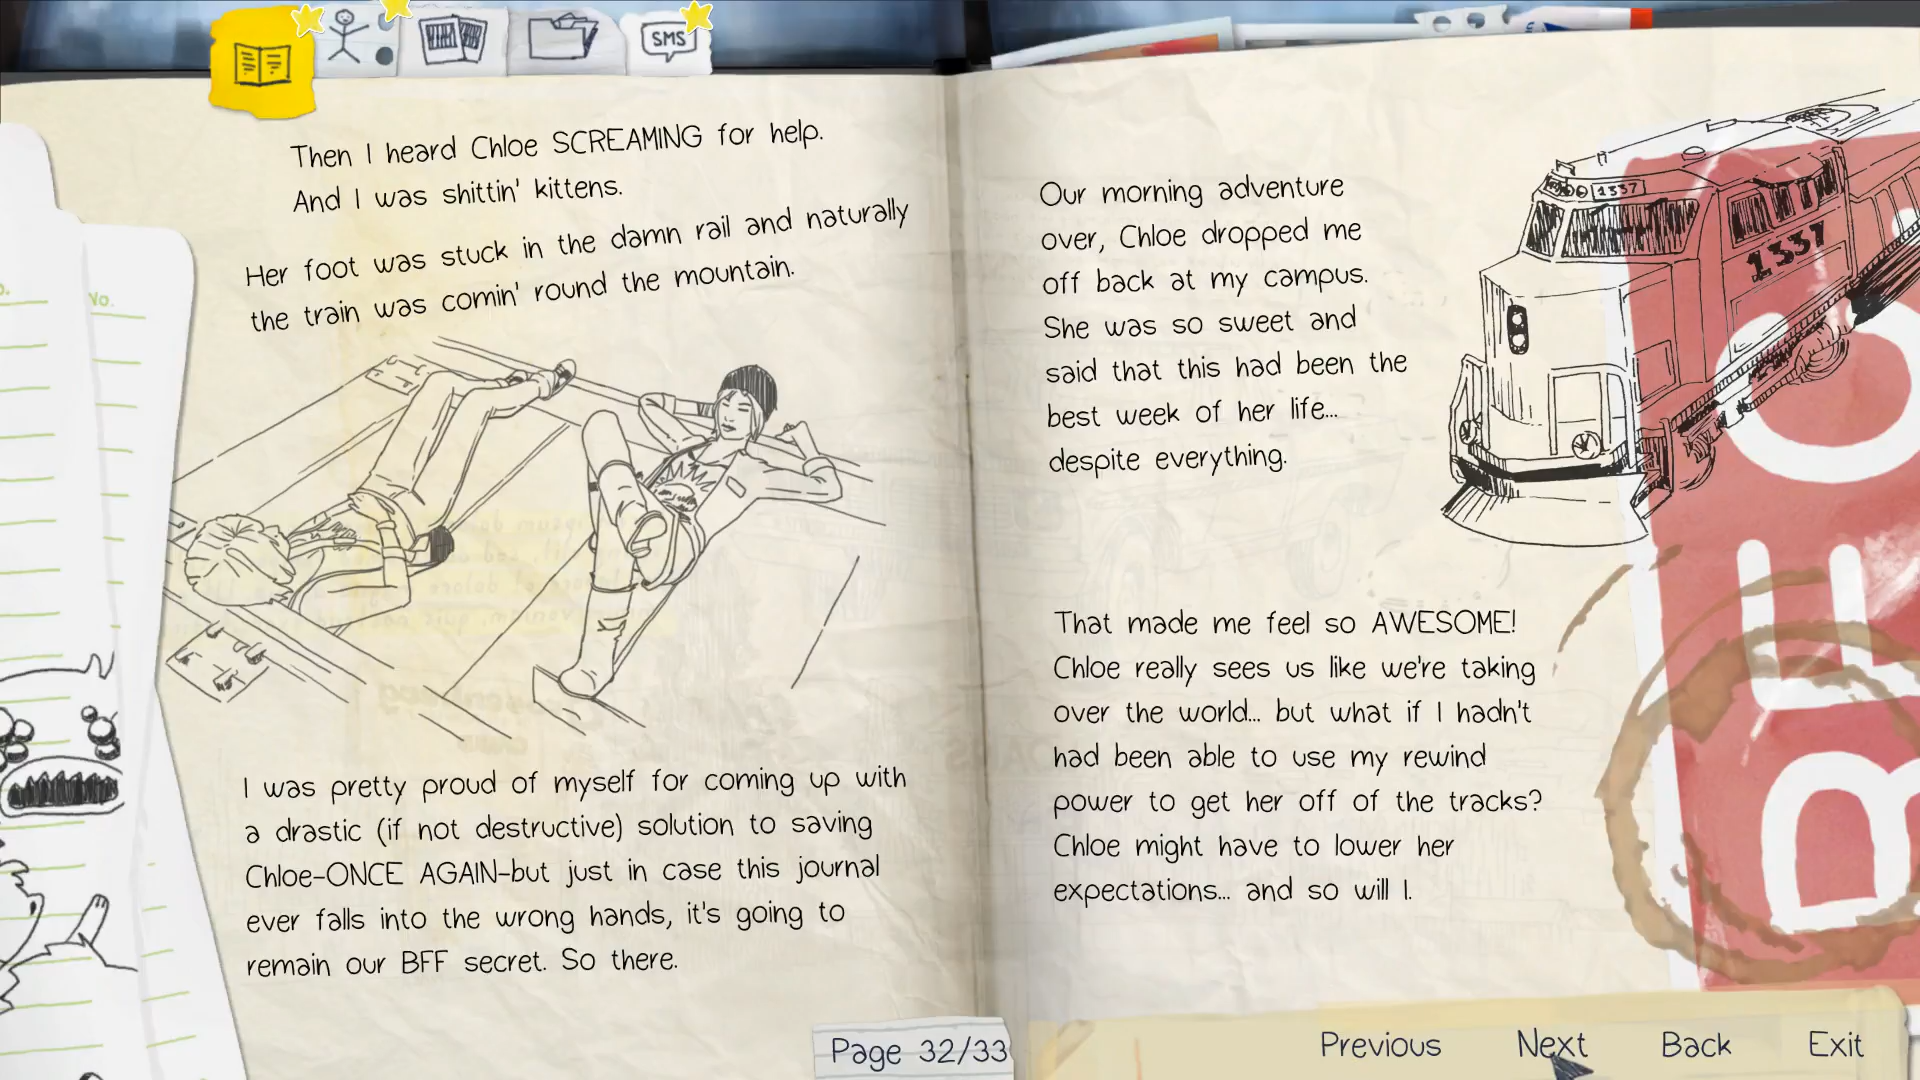 SMS
Then I heard Chloe SCREAMING for help.
And I was shittin' kittens.
Her foot was stuck in the damn rail and naturally
the train was comin' round the mountain.
No.
I was pretty proud of myself for coming up with
a drastic (if not destructive) solution to saving
Chloe-ONCE AGAIN-but just in case this journal
ever falls into the wrong hands, it's going to
remain our BFF secret. So there.
Our morning adventure
over, Chloe dropped me
off back at my campus.
She was so sweet and
said that this had been the
best week of her life...
despite everything.
1337
1337
That made me feel so AWESOME!
Chloe really sees us like we're taking
over the world... but what if I hadn't
had been able to use my rewind
power to get her off of the tracks?
Chloe might have to lower her
expectations... and so will I.
Page 32/33
Previous
Next
Back
Exit